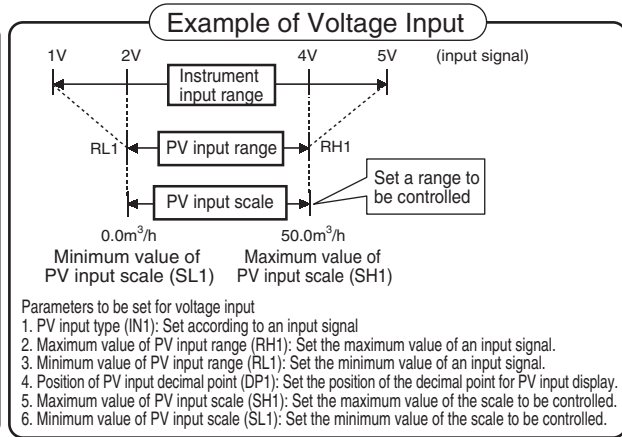 Example of Voltage Input
1V 2V 4V 5V (input signal)
Instrument
input range
RL1 PV input range RH1
PV input scale
Set a range to
be controlled
0.0m³/h 50.0m³/h
Minimum value of Maximum value of
PV input scale (SL1) PV input scale (SH1)
Parameters to be set for voltage input
1. PV input type (IN1): Set according to an input signal
2. Maximum value of PV input range (RH1): Set the maximum value of an input signal.
3. Minimum value of PV input range (RL1): Set the minimum value of an input signal.
4. Position of PV input decimal point (DP1): Set the position of the decimal point for PV input display.
5. Maximum value of PV input scale (SH1): Set the maximum value of the scale to be controlled.
6. Minimum value of PV input scale (SL1): Set the minimum value of the scale to be controlled.